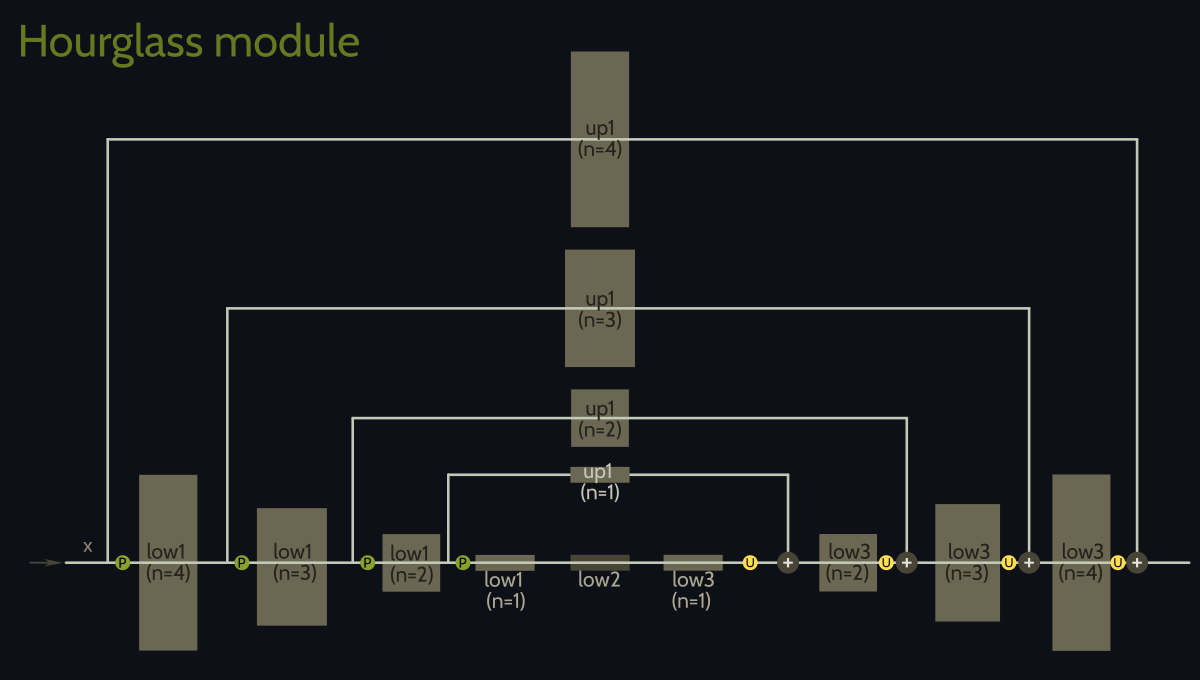 Hourglass module
up1
(n=4)
up1
(n=3)
up1
(n=2)
up1
(n=1)
x
P
low1
(n=4)
P
low1
(n=3)
P
low1
(n=2)
P
low1
(n=1)
low2
low3
(n=1)
U
+
low3
(n=2)
U
+
low3
(n=3)
U
+
low3
(n=4)
U
+